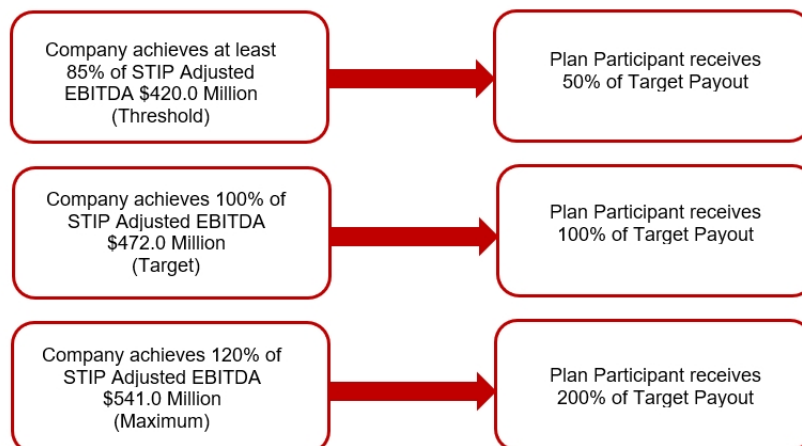 Company achieves at least
85% of STIP Adjusted
EBITDA $420.0 Million
(Threshold)
Plan Participant receives
50% of Target Payout
Company achieves 100% of
STIP Adjusted EBITDA
$472.0 Million
(Target)
Plan Participant receives
100% of Target Payout
Company achieves 120% of
STIP Adjusted EBITDA
$541.0 Million
(Maximum)
Plan Participant receives
200% of Target Payout